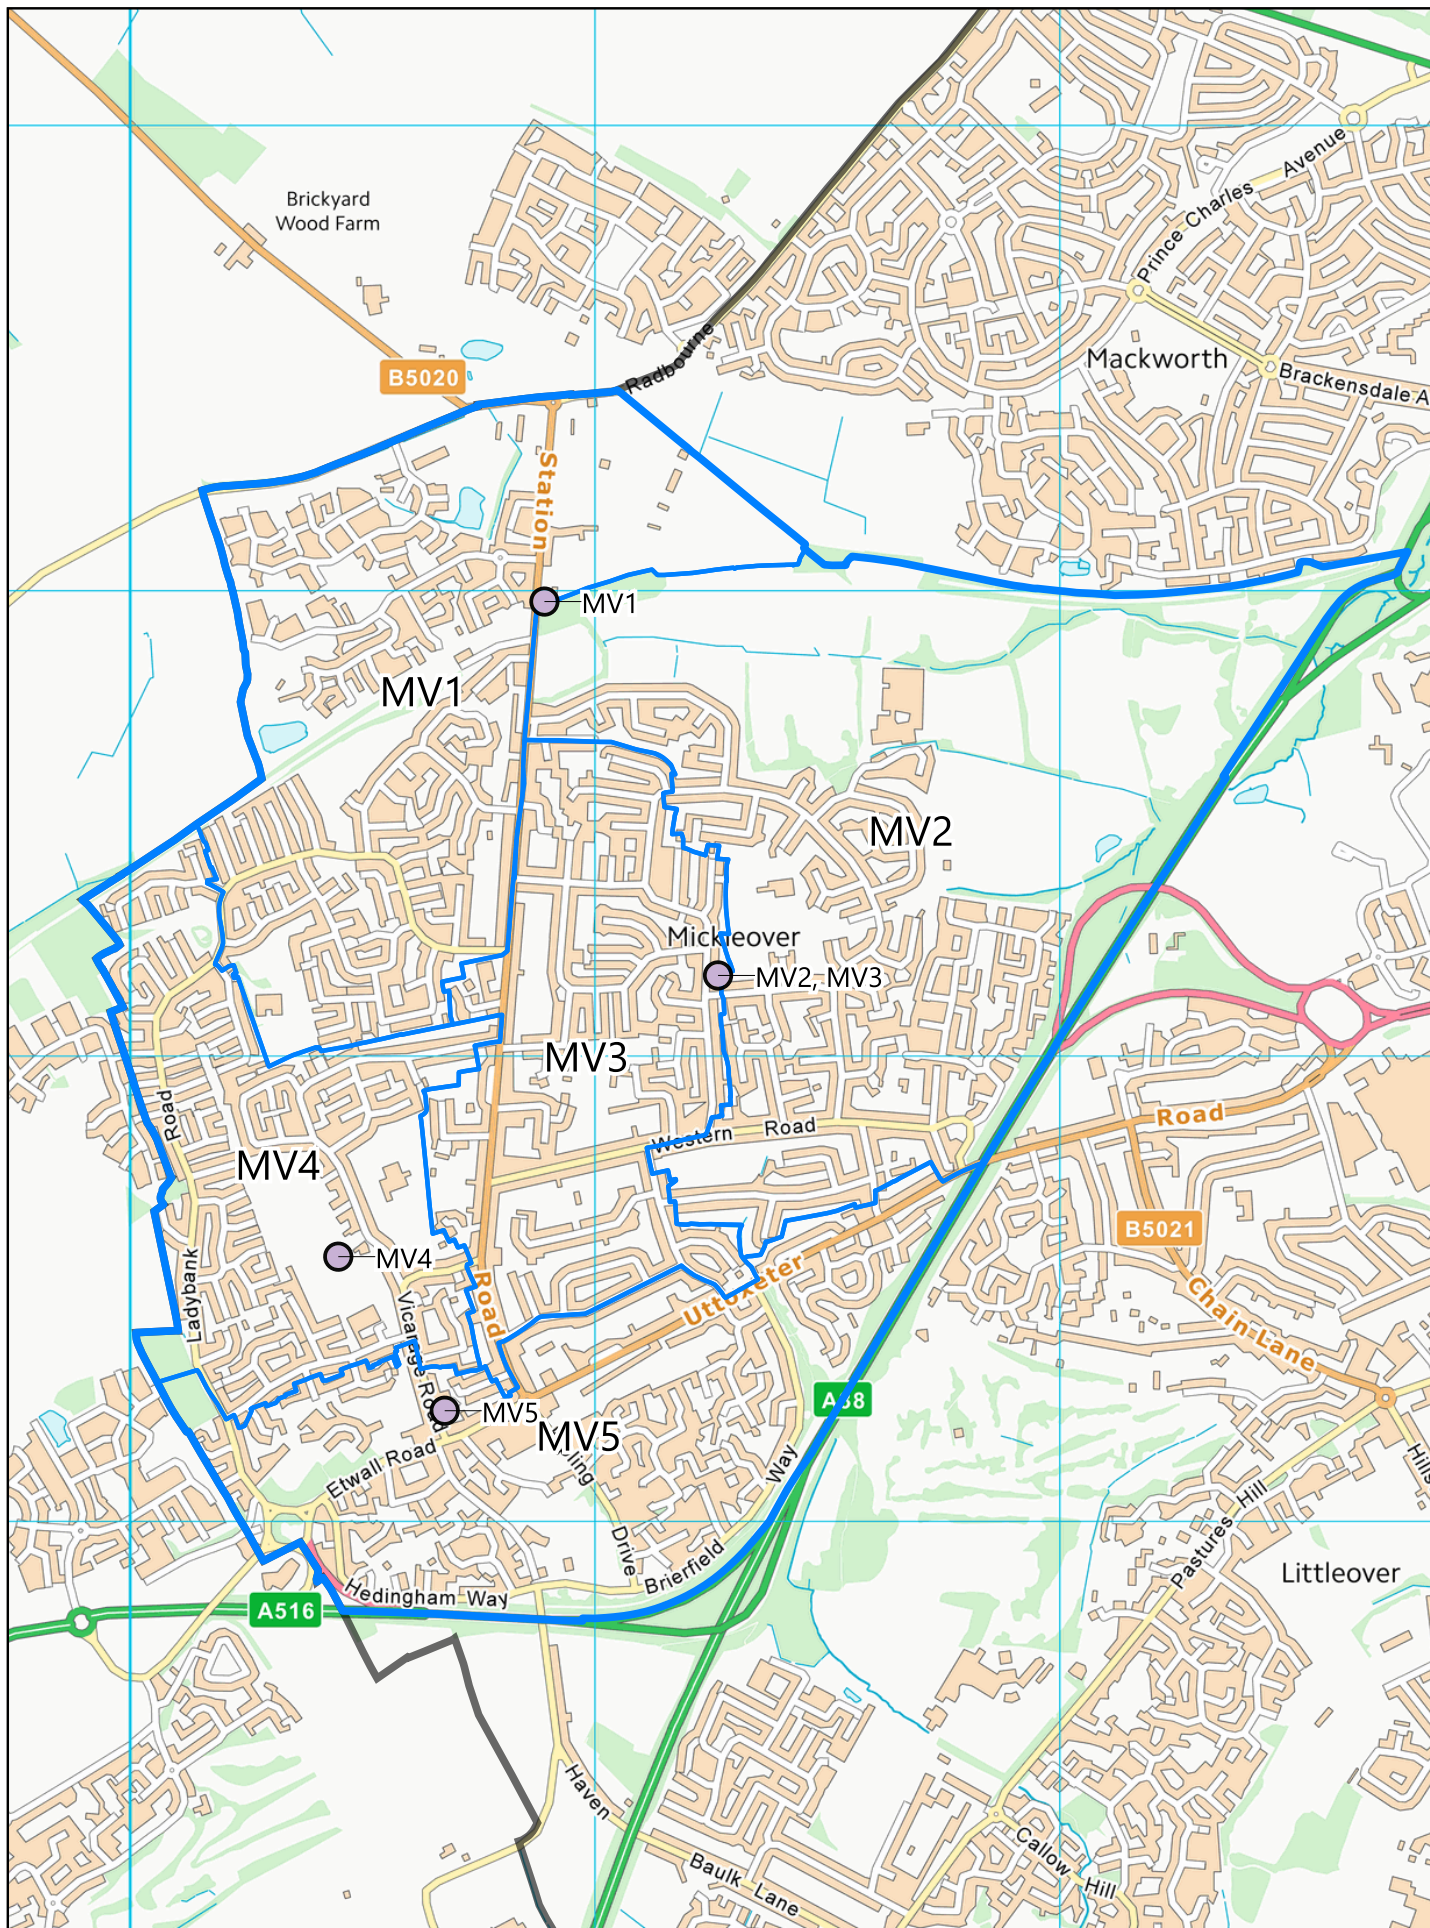 Prince Charles Avenue
Brickyard
Wood Farm
Radbourne
Mackworth
B5020
Brackensdale A
Station
MV1
MV1
MV2
Mickleover
MV2, MV3
MV3
Road
Road
Western Road
MV4
B5021
MV4
Ladybank
Uttoxeter
Road
Vicarage Road
Chain Lane
A38
MV5
MV5
Etwall Road
Hills
Way
Pastures Hill
Drive
Brierfield
Littleover
Hedingham Way
A516
Haven
Baulk Lane
Callow Hill